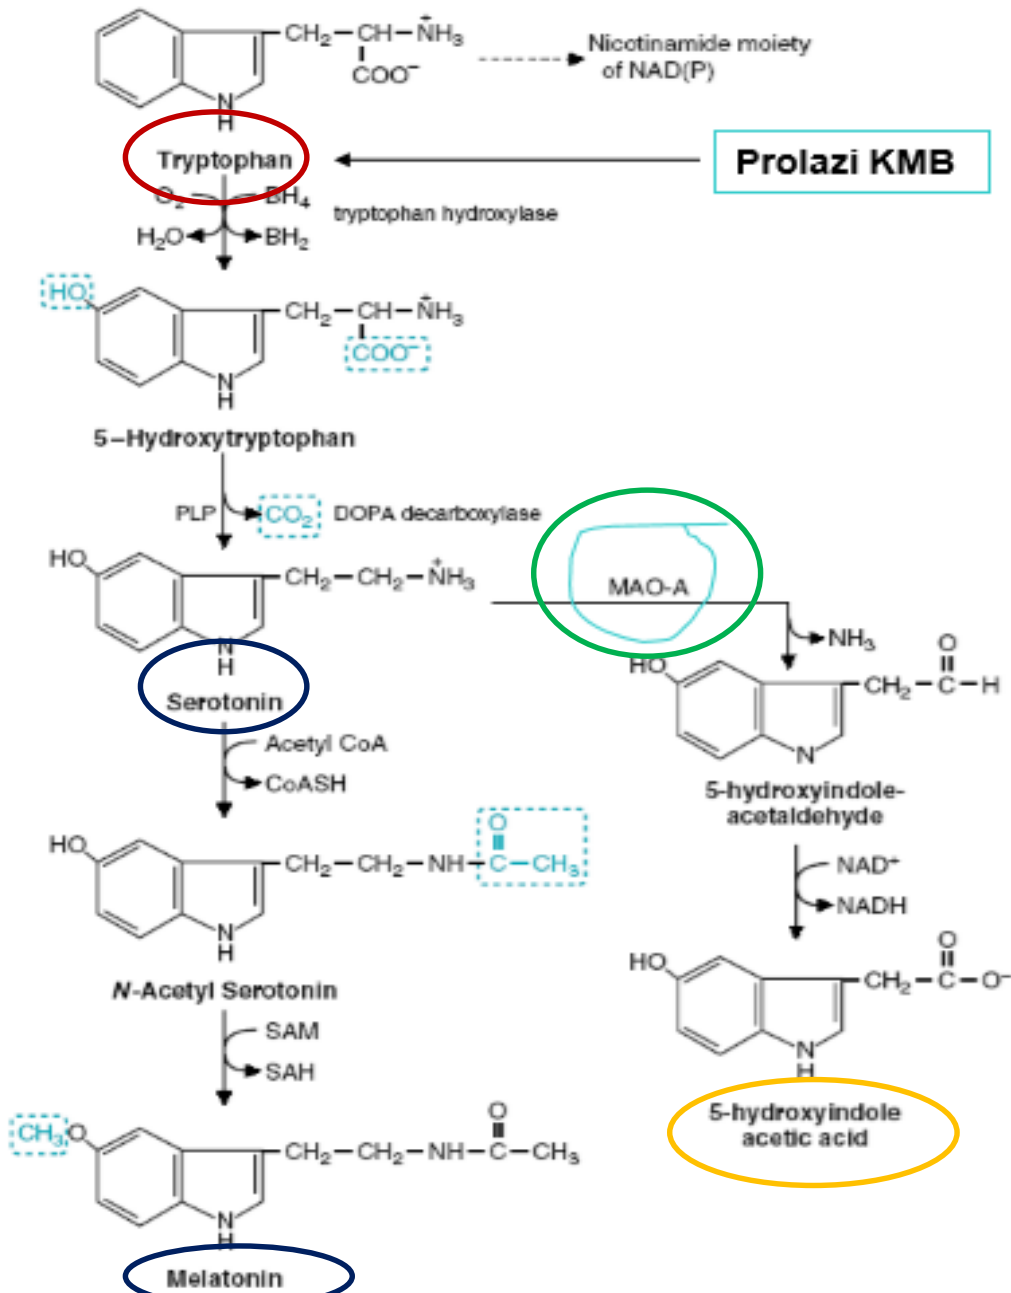 CH₂–CH–N⁺H₃
COO⁻
N
H
Nicotinamide moiety
of NAD(P)
Tryptophan
Prolazi KMB
O₂
BH₄
tryptophan hydroxylase
H₂O
BH₂
HO
CH₂–CH–N⁺H₃
COO⁻
N
H
5–Hydroxytryptophan
PLP
CO₂
DOPA decarboxylase
HO
CH₂–CH₂–N⁺H₃
N
H
MAO-A
NH₃
Serotonin
HO
O
CH₂–C–H
N
5-hydroxyindole-
acetaldehyde
Acetyl CoA
CoASH
HO
O
CH₂–CH₂–NH–C–CH₃
N
H
NAD⁺
NADH
N-Acetyl Serotonin
HO
O
CH₂–C–O⁻
N
H
5-hydroxyindole
acetic acid
SAM
SAH
CH₃O
O
CH₂–CH₂–NH–C–CH₃
N
H
Melatonin